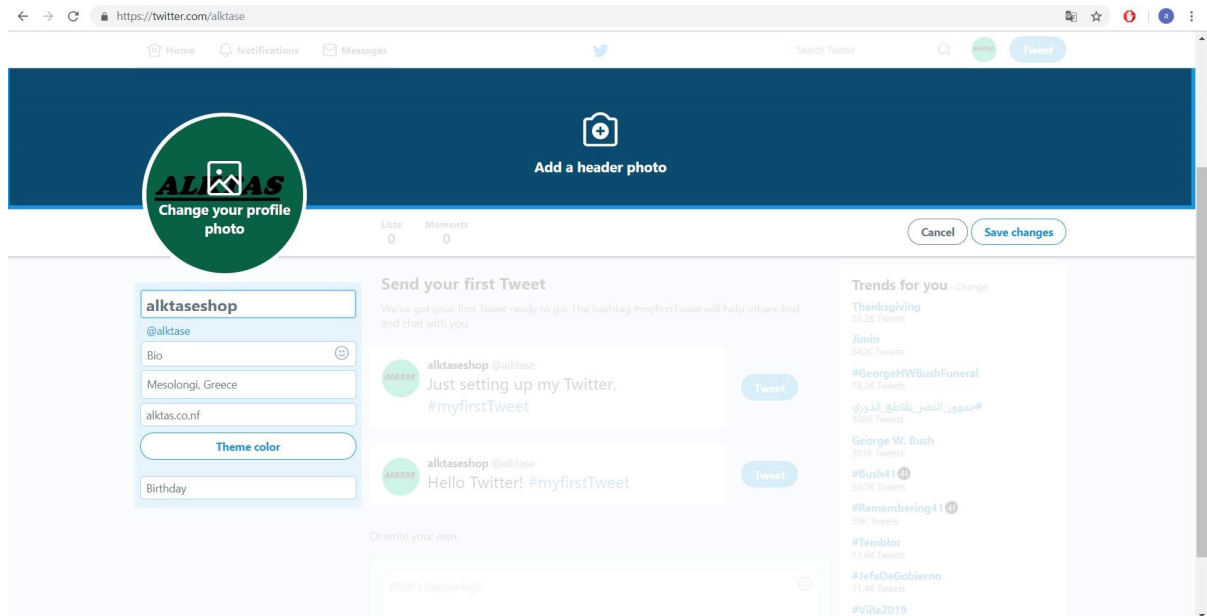 https://twitter.com/alktase
a
Home Notifications Messages Search Twitter Tweet
Add a header photo
ALKTAS
Change your profile
photo
Lists Moments
0 0
Cancel Save changes
alktaseshop
@alktase
Bio
Mesolongi, Greece
alktas.co.nf
Theme color
Birthday
Send your first Tweet
We've got your first Tweet ready to go. The hashtag #myfirstTweet will help others find
and chat with you.
ALKTAS
alktaseshop @alktase
Just setting up my Twitter.
#myfirstTweet
Tweet
ALKTAS
alktaseshop @alktase
Hello Twitter! #myfirstTweet
Tweet
Or write your own
What's happening?
Trends for you · Change
Thanksgiving
52.2K Tweets
Jimin
542K Tweets
#GeorgeHWBushFuneral
76.2K Tweets
#جمهور_النصر_يقاطع_الدوري
108K Tweets
George W. Bush
301K Tweets
#Bush41
55.7K Tweets
#Remembering41
59K Tweets
#Temblor
13.6K Tweets
#JefaDeGobierno
11.4K Tweets
#Viña2019